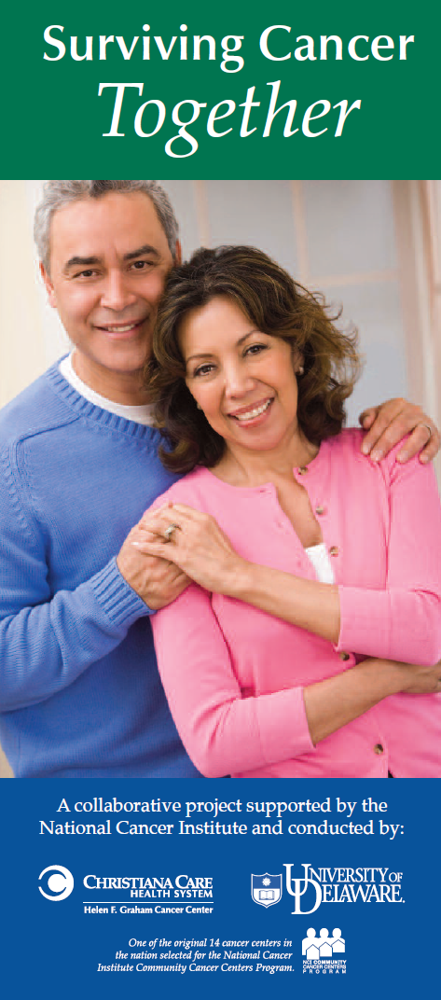 Surviving Cancer
Together
A collaborative project supported by the
National Cancer Institute and conducted by:
CHRISTIANA CARE
HEALTH SYSTEM
Helen F. Graham Cancer Center
UNIVERSITY OF
DELAWARE.
One of the original 14 cancer centers in
the nation selected for the National Cancer
Institute Community Cancer Centers Program.
NCI COMMUNITY
CANCER CENTERS
PROGRAM